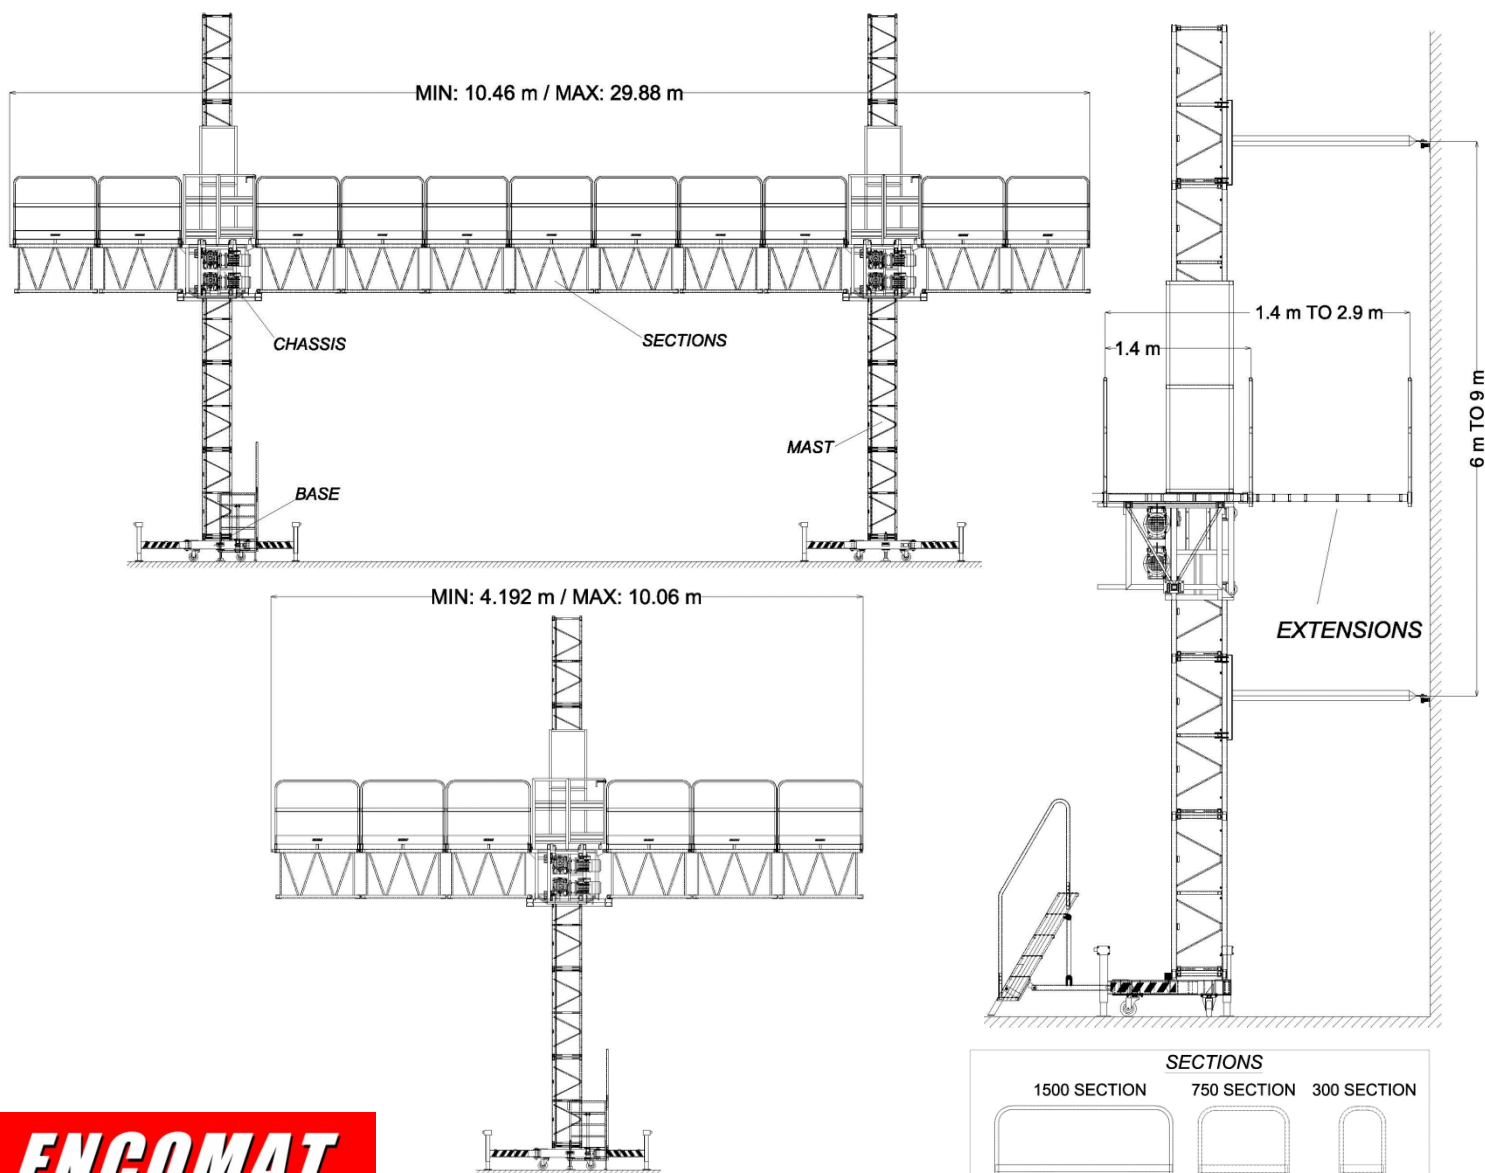 MIN: 10.46 m / MAX: 29.88 m
CHASSIS
SECTIONS
MAST
BASE
1.4 m TO 2.9 m
1.4 m
6 m TO 9 m
EXTENSIONS
MIN: 4.192 m / MAX: 10.06 m
SECTIONS
1500 SECTION 750 SECTION 300 SECTION
ENCOMAT